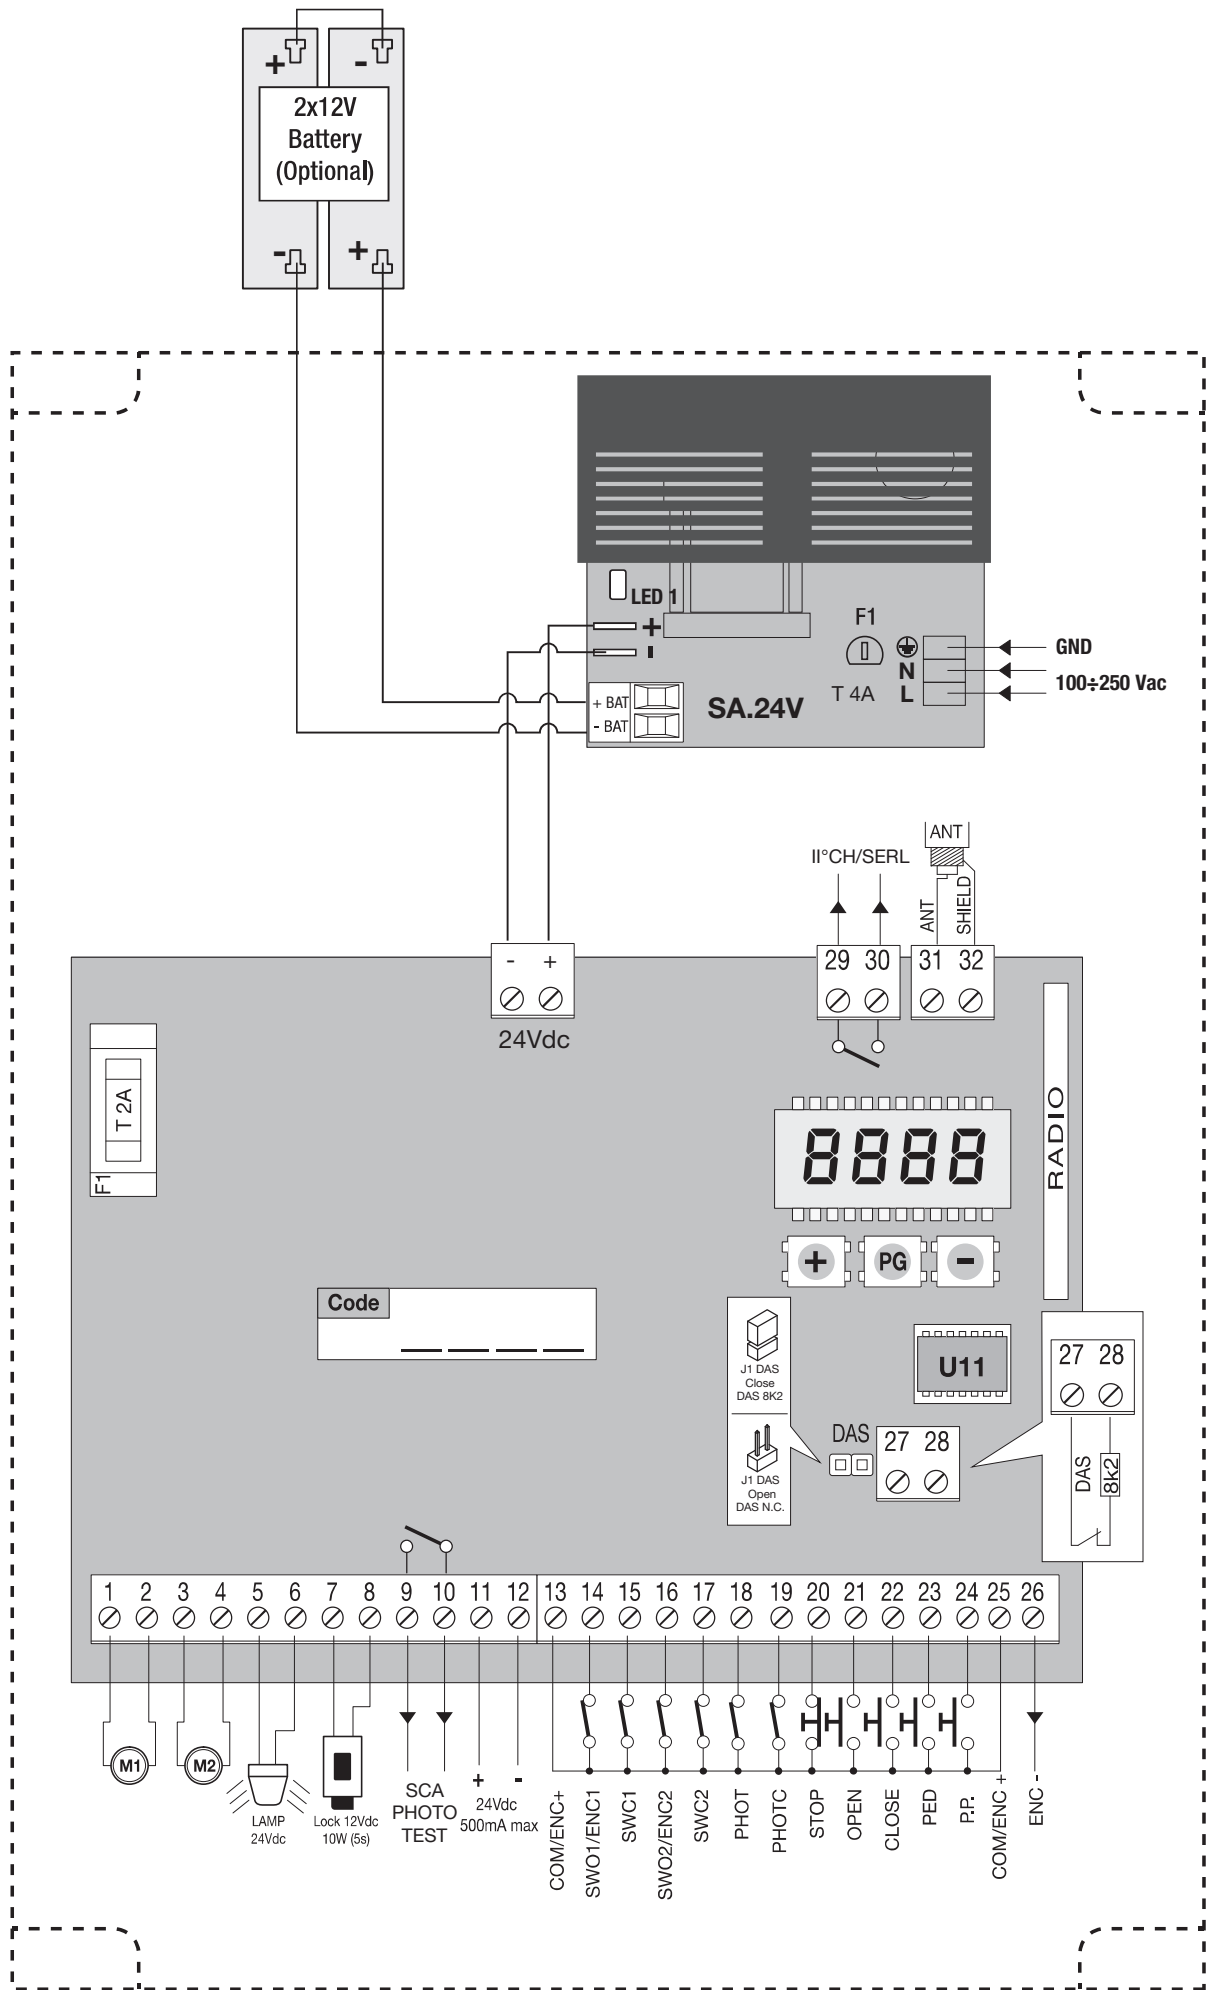 + -
2x12V
Battery
(Optional)
- +
LED 1
+
-
+ BAT
- BAT
SA.24V
F1
T 4A
N
L
GND
100÷250 Vac
ANT
II°CH/SERL
ANT
SHIELD
- +
24Vdc
29 30
31 32
T 2A
F1
RADIO
8888
+ PG -
Code
J1 DAS
Close
DAS 8K2
J1 DAS
Open
DAS N.C.
U11
DAS
27 28
27 28
DAS
8k2
1 2 3 4 5 6 7 8 9 10 11 12 13 14 15 16 17 18 19 20 21 22 23 24 25 26
M1
M2
LAMP
24Vdc
Lock 12Vdc
10W (5s)
SCA
PHOTO
TEST
+ -
24Vdc
500mA max
COM/ENC+
SWO1/ENC1
SWC1
SWO2/ENC2
SWC2
PHOT
PHOTC
STOP
OPEN
CLOSE
PED
P.P.
COM/ENC +
ENC -